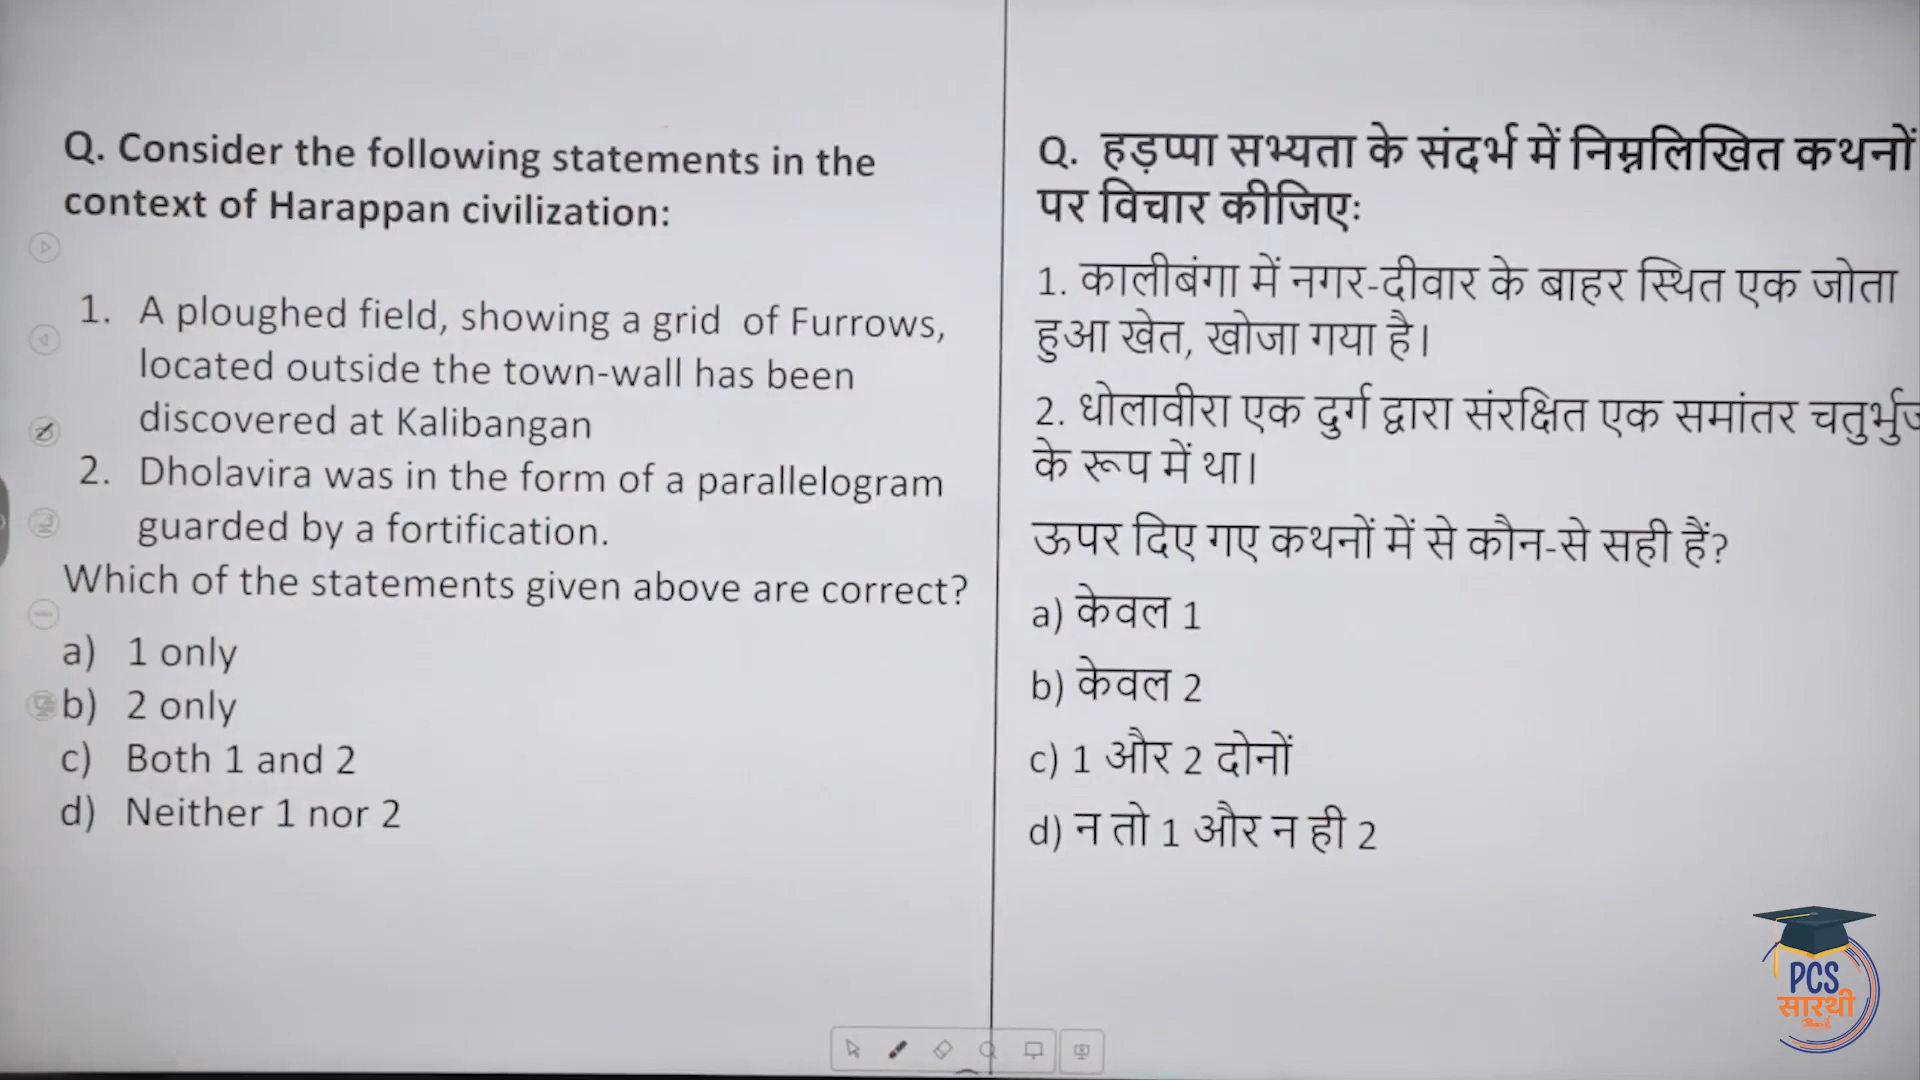 Q. Consider the following statements in the
context of Harappan civilization:
1. A ploughed field, showing a grid of Furrows,
located outside the town-wall has been
discovered at Kalibangan
2. Dholavira was in the form of a parallelogram
guarded by a fortification.
Which of the statements given above are correct?
a) 1 only
b) 2 only
c) Both 1 and 2
d) Neither 1 nor 2
Q. हड़प्पा सभ्यता के संदर्भ में निम्नलिखित कथनों
पर विचार कीजिए:
1. कालीबंगा में नगर-दीवार के बाहर स्थित एक जोता
हुआ खेत, खोजा गया है।
2. धोलावीरा एक दुर्ग द्वारा संरक्षित एक समांतर
के रूप में था।
ऊपर दिए गए कथनों में से कौन-से सही हैं?
a) केवल 1
b) केवल 2
c) 1 और 2 दोनों
d) न तो 1 और न ही 2
PCS
सारथी